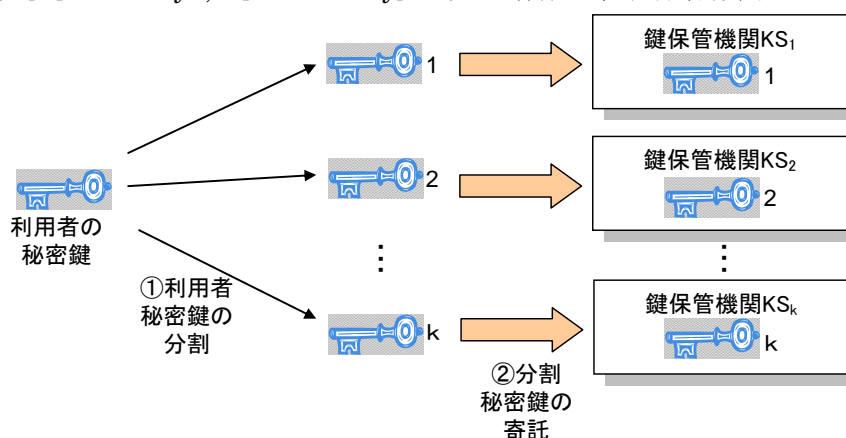 鍵保管機関KS1
1
1
鍵保管機関KS2
2
2
利用者の
秘密鍵
⋮
⋮
①利用者
秘密鍵の
分割
鍵保管機関KSk
k
k
②分割
秘密鍵の
寄託